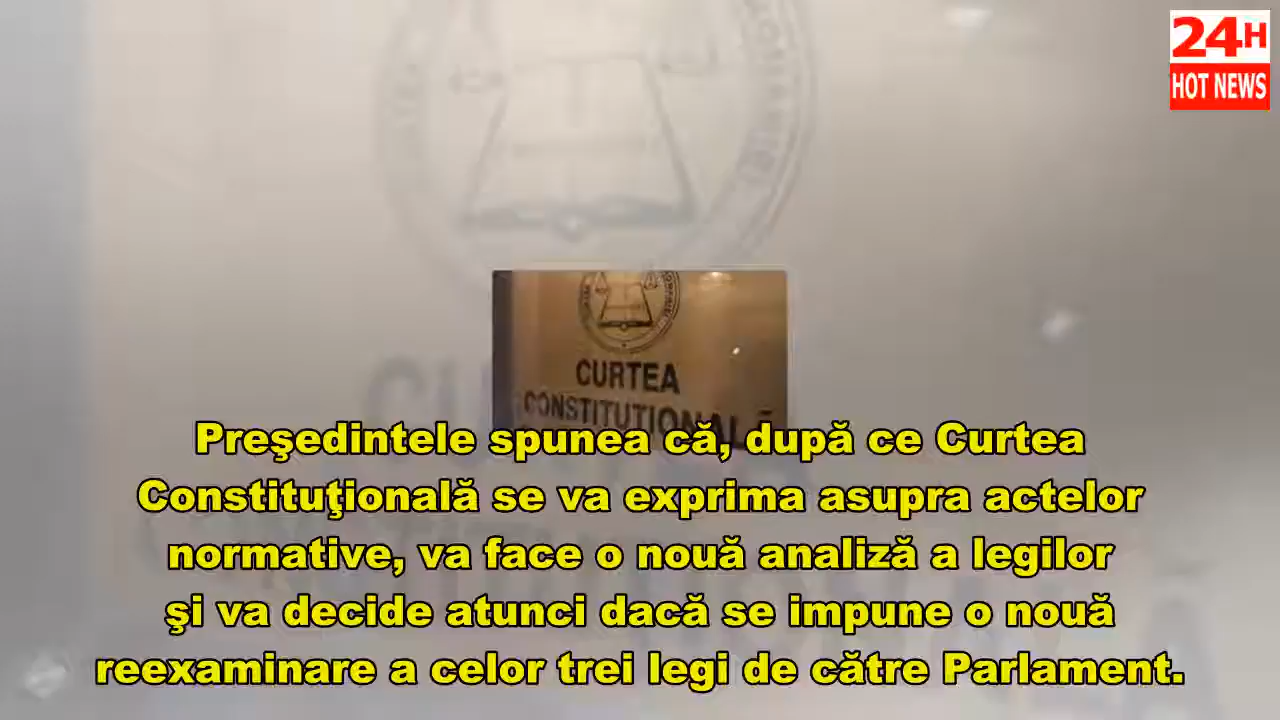 24H
HOT NEWS
CURTEA
CONSTITUŢIONALĂ
Preşedintele spunea că, după ce Curtea
Constituţională se va exprima asupra actelor
normative, va face o nouă analiză a legilor
şi va decide atunci dacă se impune o nouă
reexaminare a celor trei legi de către Parlament.